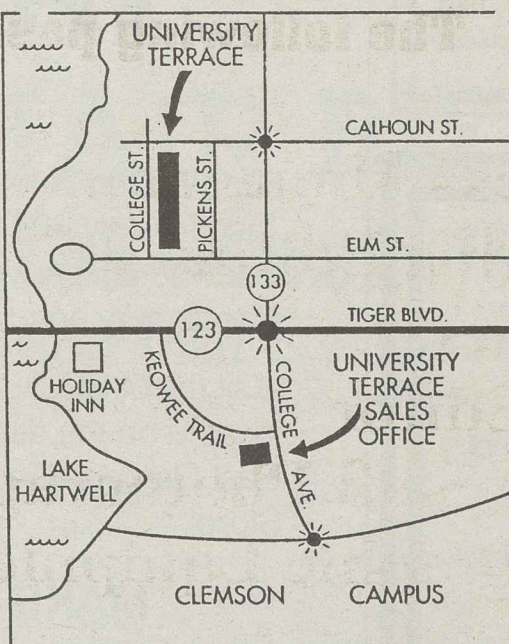 UNIVERSITY
TERRACE
CALHOUN ST.
COLLEGE ST.
PICKENS ST.
ELM ST.
133
TIGER BLVD.
123
HOLIDAY
INN
KEOWEE TRAIL
COLLEGE AVE.
UNIVERSITY
TERRACE
SALES
OFFICE
LAKE
HARTWELL
CLEMSON CAMPUS